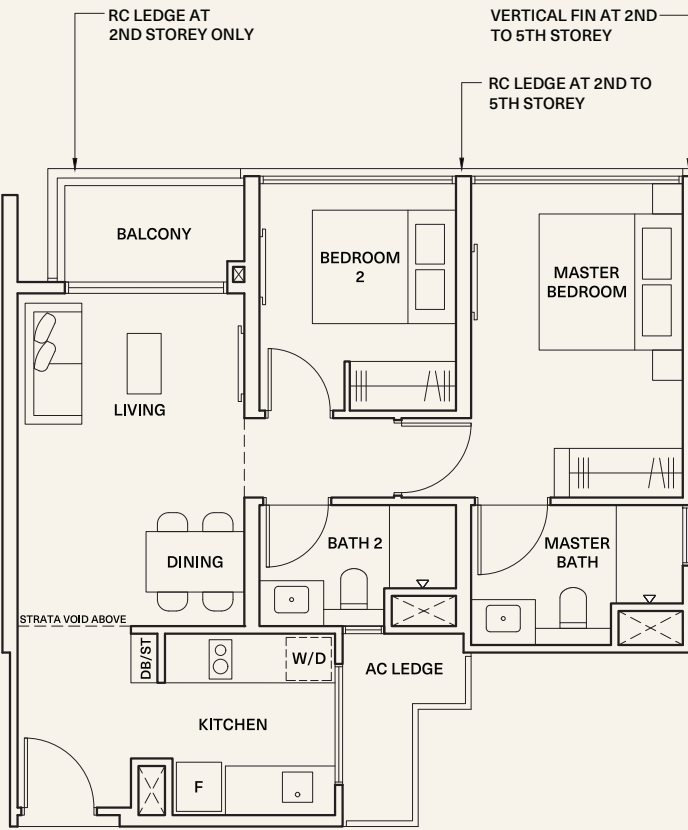 RC LEDGE AT
2ND STOREY ONLY
VERTICAL FIN AT 2ND
TO 5TH STOREY
RC LEDGE AT 2ND TO
5TH STOREY
BALCONY
BEDROOM
2
MASTER
BEDROOM
LIVING
DINING
BATH 2
MASTER
BATH
STRATA VOID ABOVE
DB/ST
W/D
AC LEDGE
KITCHEN
F